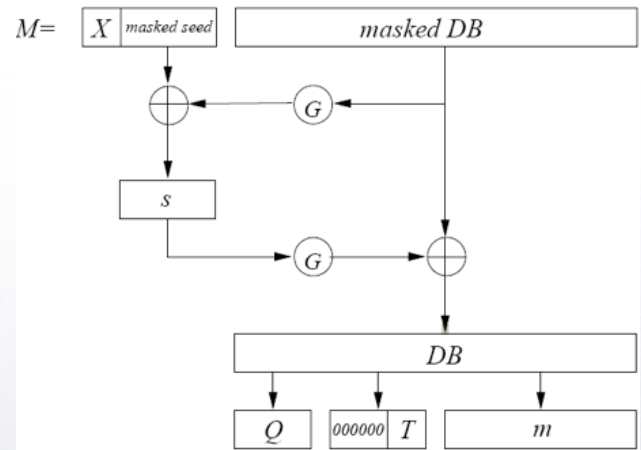 M= X masked seed masked DB
G
s
G
DB
Q 000000 T m